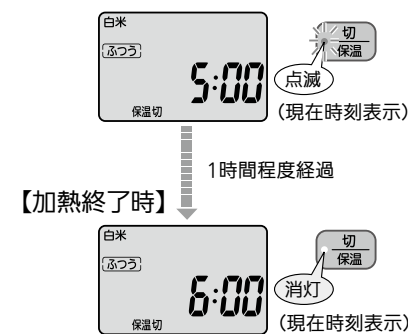 白米
ふつう
5:00
保温切
切
保温
点滅
(現在時刻表示)
1時間程度経過
【加熱終了時】
白米
ふつう
6:00
保温切
切
保温
消灯
(現在時刻表示)